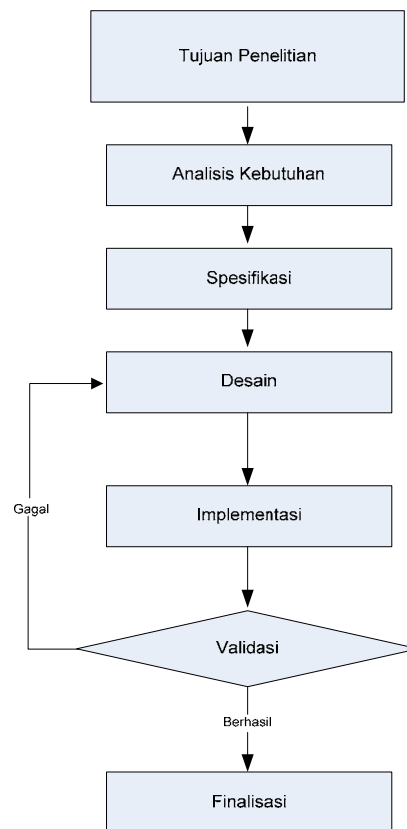 Tujuan Penelitian
Analisis Kebutuhan
Spesifikasi
Desain
Gagal
Implementasi
Validasi
Berhasil
Finalisasi